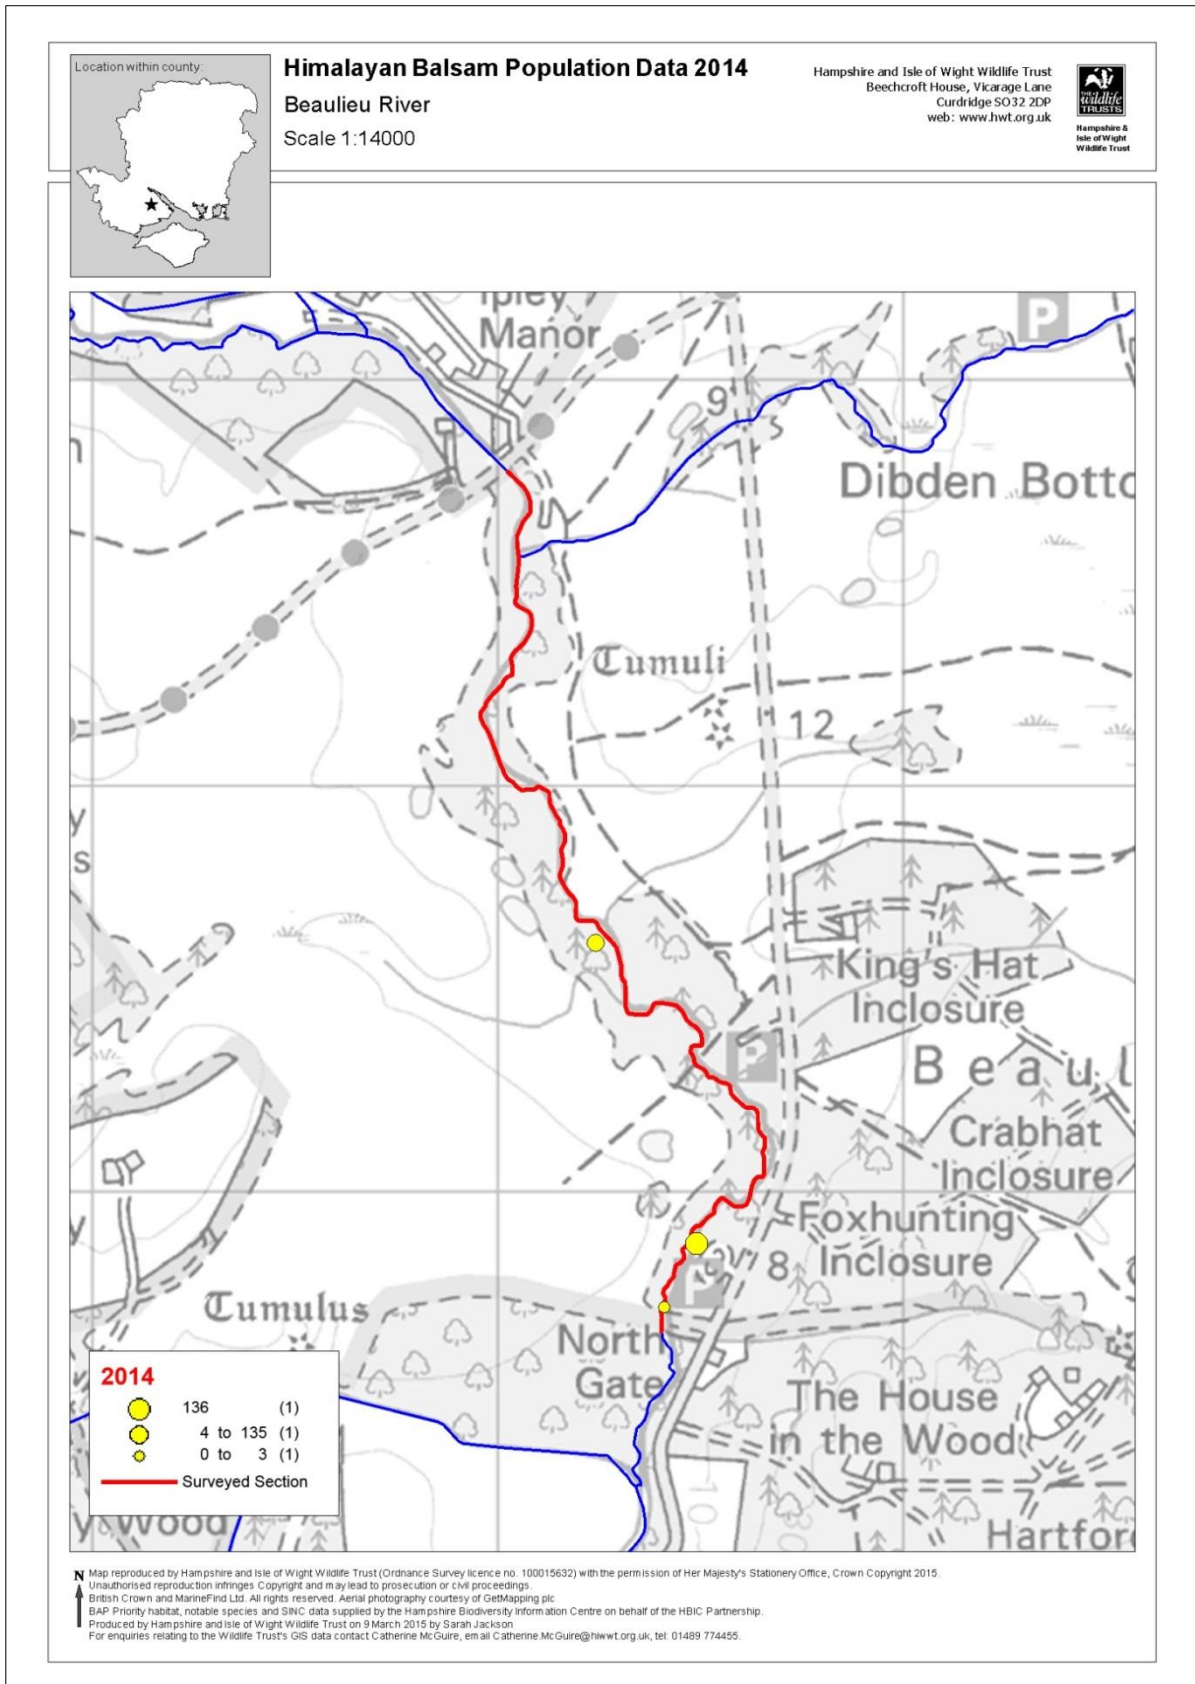 Location within county:
Himalayan Balsam Population Data 2014
Beaulieu River
Scale 1:14000
Hampshire and Isle of Wight Wildlife Trust
Beechcroft House, Vicarage Lane
Curdridge SO32 2DP
web: www.hwt.org.uk
THE
wildlife
TRUSTS
Hampshire &
Isle of Wight
Wildlife Trust
Ipley
Manor
P
9
Dibden Botto
Tumuli
12
King's Hat
Inclosure
P
Beaul
Crabhat
Inclosure
Foxhunting
Inclosure
8
P
Tumulus
North
Gate
The House
in the Wood
10
y Wood
Hartford
2014
136 (1)
4 to 135 (1)
0 to 3 (1)
Surveyed Section
N
Map reproduced by Hampshire and Isle of Wight Wildlife Trust (Ordnance Survey licence no. 100015632) with the permission of Her Majesty's Stationery Office, Crown Copyright 2015.
Unauthorised reproduction infringes Copyright and may lead to prosecution or civil proceedings.
British Crown and MarineFind Ltd. All rights reserved. Aerial photography courtesy of GetMapping plc
BAP Priority habitat, notable species and SINC data supplied by the Hampshire Biodiversity Information Centre on behalf of the HBIC Partnership.
Produced by Hampshire and Isle of Wight Wildlife Trust on 9 March 2015 by Sarah Jackson
For enquiries relating to the Wildlife Trust's GIS data contact Catherine McGuire, email Catherine.McGuire@hiwwt.org.uk, tel: 01489 774455.